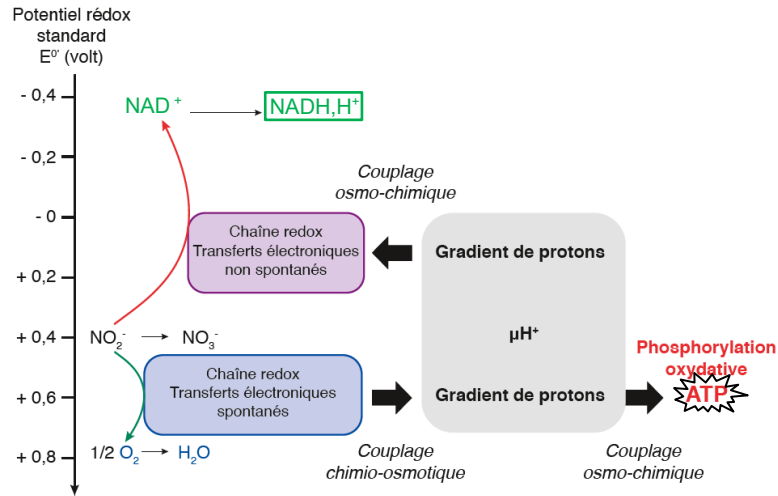 Potentiel rédox
standard
E⁰' (volt)
- 0,4
- 0,2
- 0
+ 0,2
+ 0,4
+ 0,6
+ 0,8
NAD⁺
NADH,H⁺
Couplage
osmo-chimique
Chaîne redox
Transferts électroniques
non spontanés
Gradient de protons
µH⁺
NO₂⁻
NO₃⁻
Chaîne redox
Transferts électroniques
spontanés
Gradient de protons
Phosphorylation
oxydative
ATP
1/2 O₂
H₂O
Couplage
chimio-osmotique
Couplage
osmo-chimique